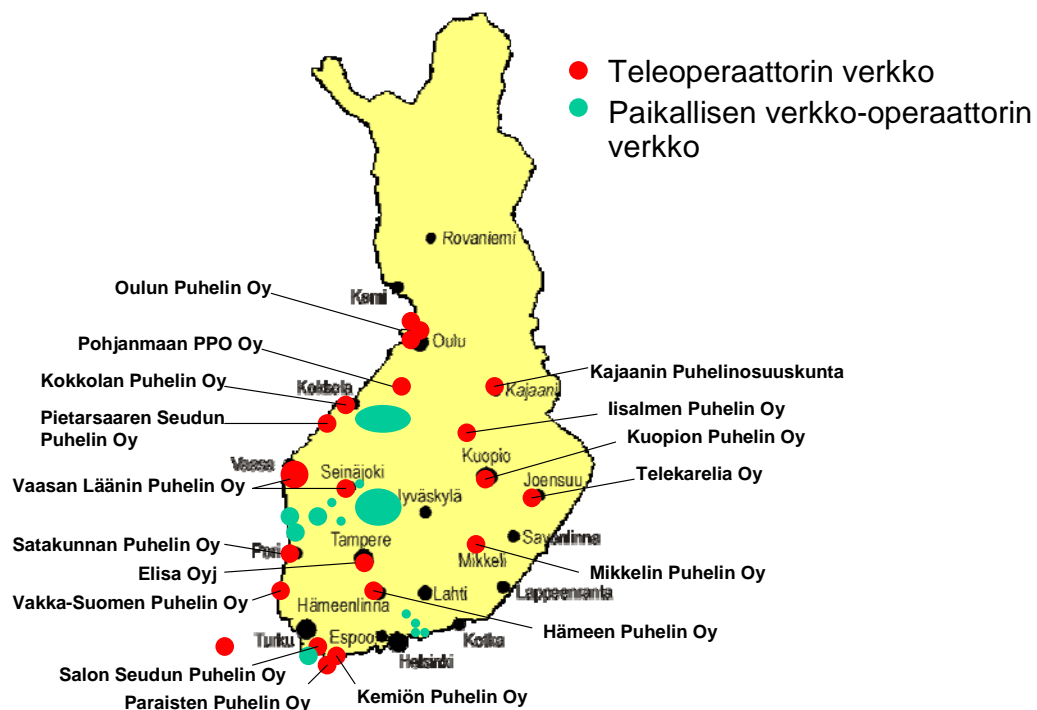 Teleoperaattorin verkko
Paikallisen verkko-operaattorin
verkko
Rovaniemi
Oulun Puhelin Oy
Kemi
Pohjanmaan PPO Oy
Oulu
Kokkolan Puhelin Oy
Kokkola
Kajaani
Kajaanin Puhelinosuuskunta
Pietarsaaren Seudun
Puhelin Oy
Iisalmen Puhelin Oy
Kuopion Puhelin Oy
Vaasa
Seinäjoki
Kuopio
Joensuu
Telekarelia Oy
Vaasan Läänin Puhelin Oy
Jyväskylä
Satakunnan Puhelin Oy
Pori
Tampere
Savonlinna
Mikkeli
Elisa Oyj
Mikkelin Puhelin Oy
Vakka-Suomen Puhelin Oy
Hämeenlinna
Lahti
Lappeenranta
Hämeen Puhelin Oy
Turku
Espoo
Helsinki
Kotka
Salon Seudun Puhelin Oy
Paraisten Puhelin Oy
Kemiön Puhelin Oy